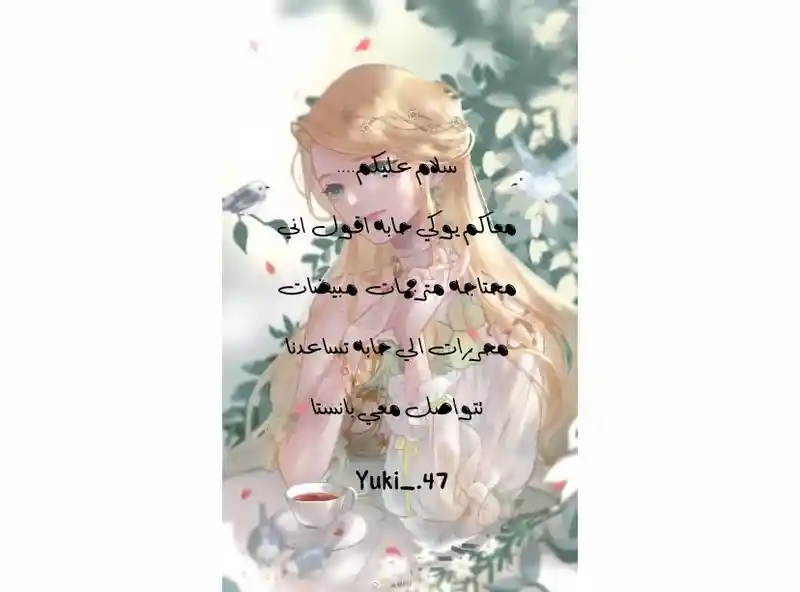 سلام عليكم....
معاكم يوكي حابه اقول اني
محتاجه مترجمات مبيضات
محررات الي حابه تساعدنا
تتواصل معي بانستا
Yuki_.47